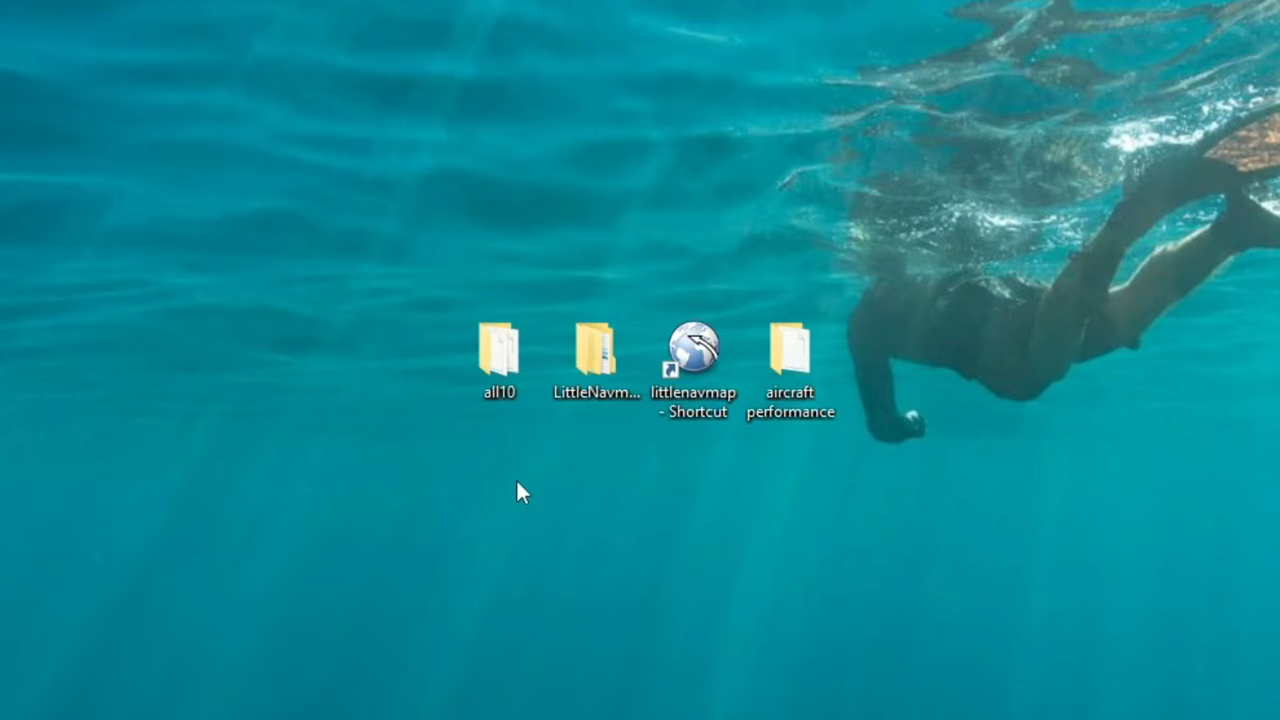 all10
LittleNavm...
littlenavmap
- Shortcut
aircraft
performance